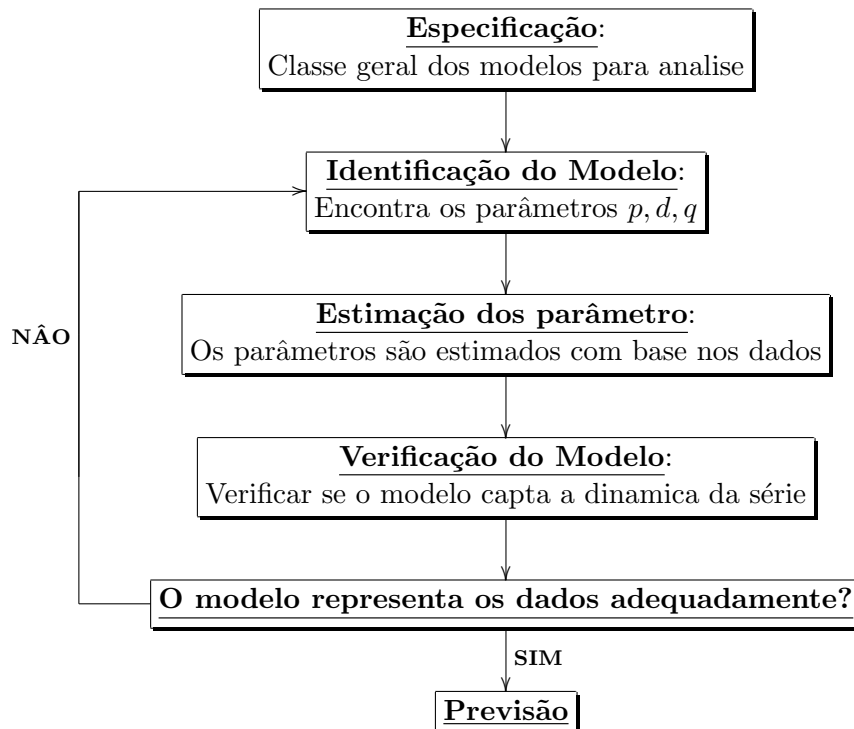 Especificação:
Classe geral dos modelos para analise
Identificação do Modelo:
Encontra os parâmetros p, d, q
Estimação dos parâmetro:
Os parâmetros são estimados com base nos dados
NÂO
Verificação do Modelo:
Verificar se o modelo capta a dinamica da série
O modelo representa os dados adequadamente?
SIM
Previsão